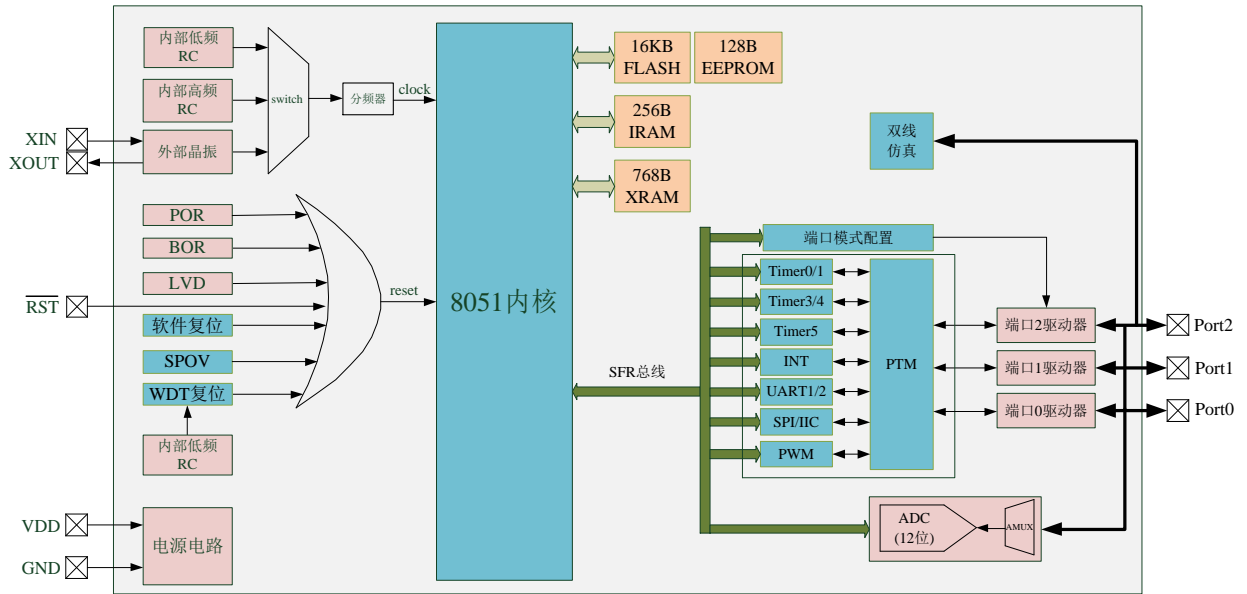 内部低频
RC
内部高频
RC
外部晶振
XIN
XOUT
switch
分频器
clock
POR
BOR
LVD
RST
软件复位
SPOV
WDT复位
内部低频
RC
reset
VDD
GND
电源电路
8051内核
16KB
FLASH
128B
EEPROM
256B
IRAM
768B
XRAM
双线
仿真
SFR总线
端口模式配置
Timer0/1
Timer3/4
Timer5
INT
UART1/2
SPI/IIC
PWM
PTM
端口2驱动器
端口1驱动器
端口0驱动器
Port2
Port1
Port0
ADC
(12位)
AMUX